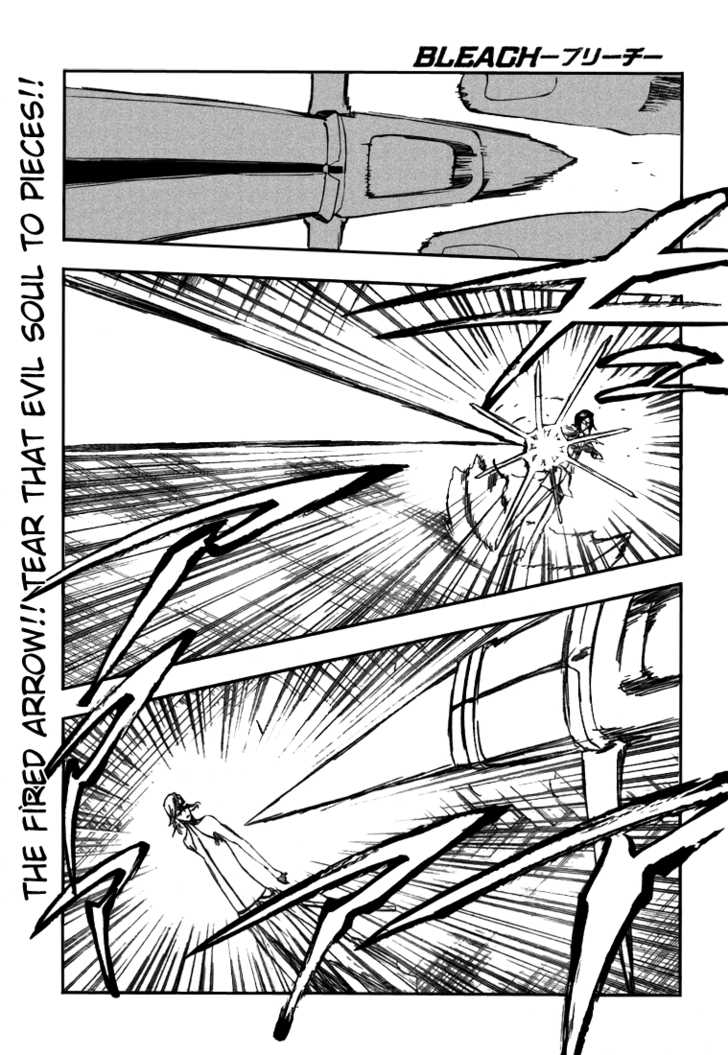 BLEACH—ブリーチ—
THE FIRED ARROW!! TEAR THAT EVIL SOUL TO PIECES!!